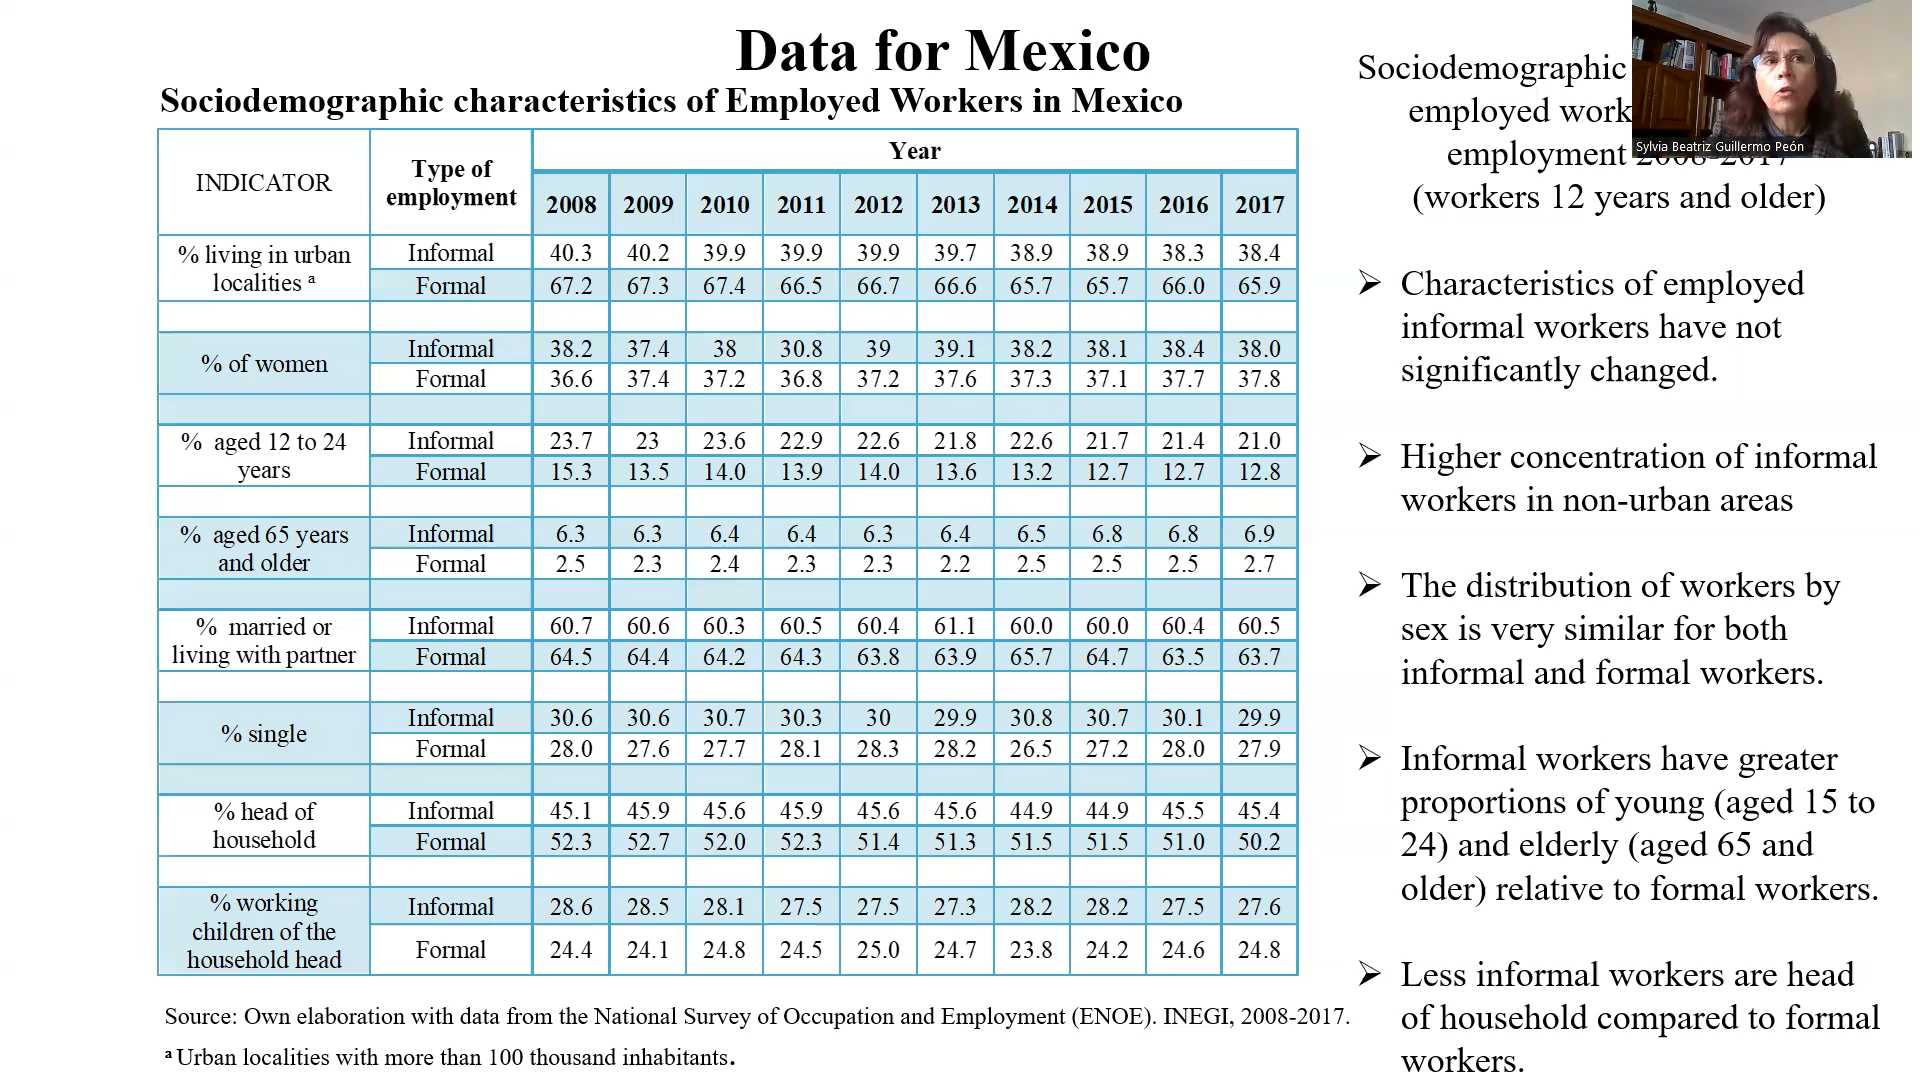 Data for Mexico
Sociodemographic characteristics of Employed Workers in Mexico
INDICATOR Type of employment Year
2008 2009 2010 2011 2012 2013 2014 2015 2016 2017
% living in urban localities ᵃ
Informal 40.3 40.2 39.9 39.9 39.9 39.7 38.9 38.9 38.3 38.4
Formal 67.2 67.3 67.4 66.5 66.7 66.6 65.7 65.7 66.0 65.9
% of women
Informal 38.2 37.4 38 30.8 39 39.1 38.2 38.1 38.4 38.0
Formal 36.6 37.4 37.2 36.8 37.2 37.6 37.3 37.1 37.7 37.8
% aged 12 to 24 years
Informal 23.7 23 23.6 22.9 22.6 21.8 22.6 21.7 21.4 21.0
Formal 15.3 13.5 14.0 13.9 14.0 13.6 13.2 12.7 12.7 12.8
% aged 65 years and older
Informal 6.3 6.3 6.4 6.4 6.3 6.4 6.5 6.8 6.8 6.9
Formal 2.5 2.3 2.4 2.3 2.3 2.2 2.5 2.5 2.5 2.7
% married or living with partner
Informal 60.7 60.6 60.3 60.5 60.4 61.1 60.0 60.0 60.4 60.5
Formal 64.5 64.4 64.2 64.3 63.8 63.9 65.7 64.7 63.5 63.7
% single
Informal 30.6 30.6 30.7 30.3 30 29.9 30.8 30.7 30.1 29.9
Formal 28.0 27.6 27.7 28.1 28.3 28.2 26.5 27.2 28.0 27.9
% head of household
Informal 45.1 45.9 45.6 45.9 45.6 45.6 44.9 44.9 45.5 45.4
Formal 52.3 52.7 52.0 52.3 51.4 51.3 51.5 51.5 51.0 50.2
% working children of the household head
Informal 28.6 28.5 28.1 27.5 27.5 27.3 28.2 28.2 27.5 27.6
Formal 24.4 24.1 24.8 24.5 25.0 24.7 23.8 24.2 24.6 24.8
Source: Own elaboration with data from the National Survey of Occupation and Employment (ENOE). INEGI, 2008-2017.
ᵃ Urban localities with more than 100 thousand inhabitants.
Sociodemographic
employed
employment
(workers 12 years and older)
➢ Characteristics of employed
informal workers have not
significantly changed.
➢ Higher concentration of informal
workers in non-urban areas
➢ The distribution of workers by
sex is very similar for both
informal and formal workers.
➢ Informal workers have greater
proportions of young (aged 15 to
24) and elderly (aged 65 and
older) relative to formal workers.
➢ Less informal workers are head
of household compared to formal
workers.
Sylvia Beatriz Guillermo Peón